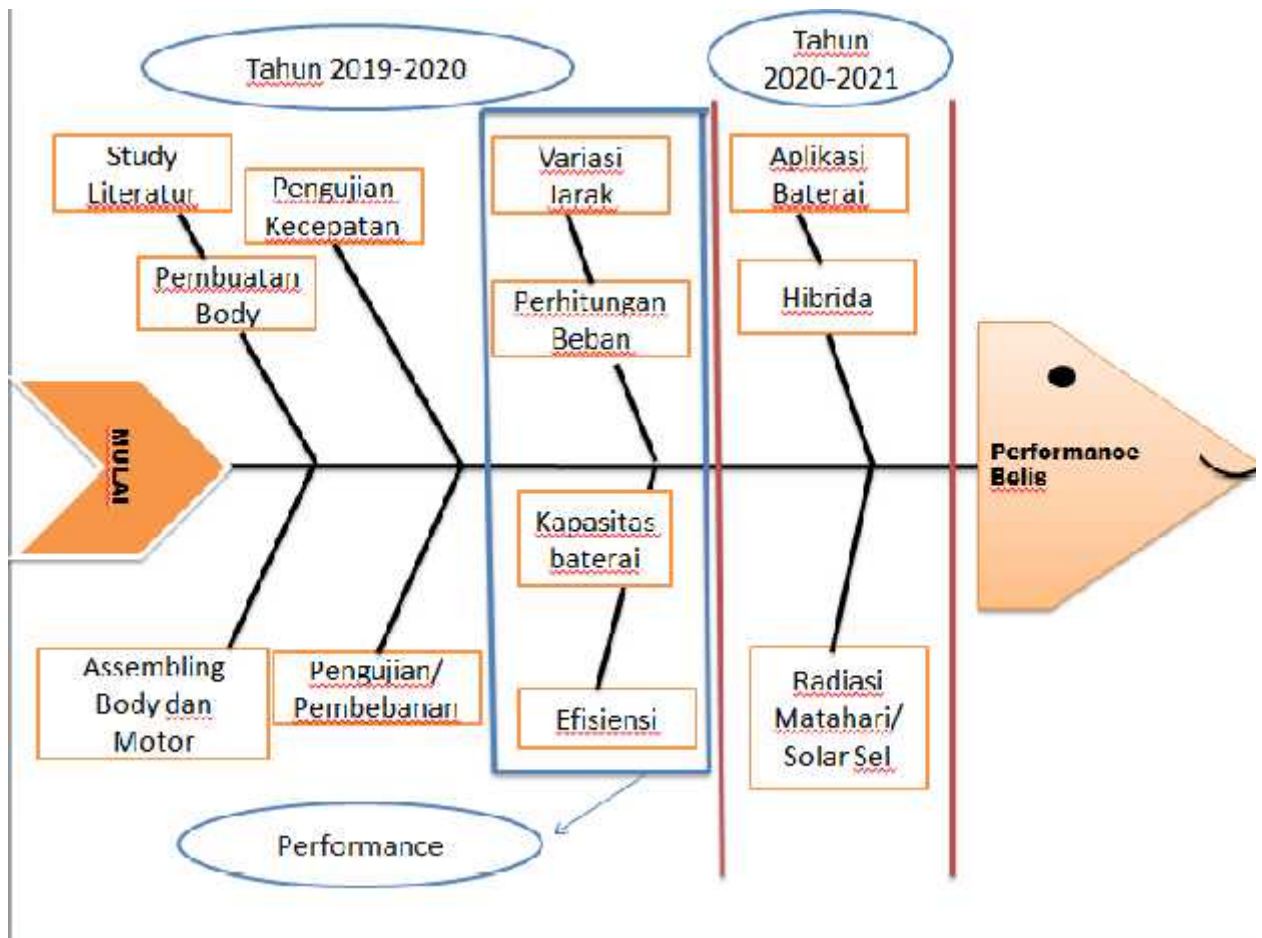 Tahun 2019-2020
Tahun
2020-2021
Study
Literatur
Pengujian
Kecepatan
Pembuatan
Body
Variasi
Jarak
Perhitungan
Beban
Aplikasi
Baterai
Hibrida
MULAI
Performance
Belis
Kapasitas
baterai
Efisiensi
Assembling
Body dan
Motor
Pengujian/
Pembebanan
Radiasi
Matahari/
Solar Sel
Performance